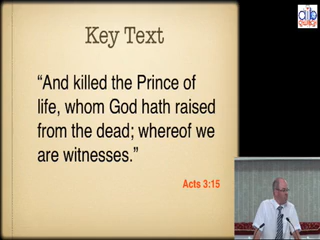 Key Text
“And killed the Prince of
life, whom God hath raised
from the dead; whereof we
are witnesses.”
Acts 3:15